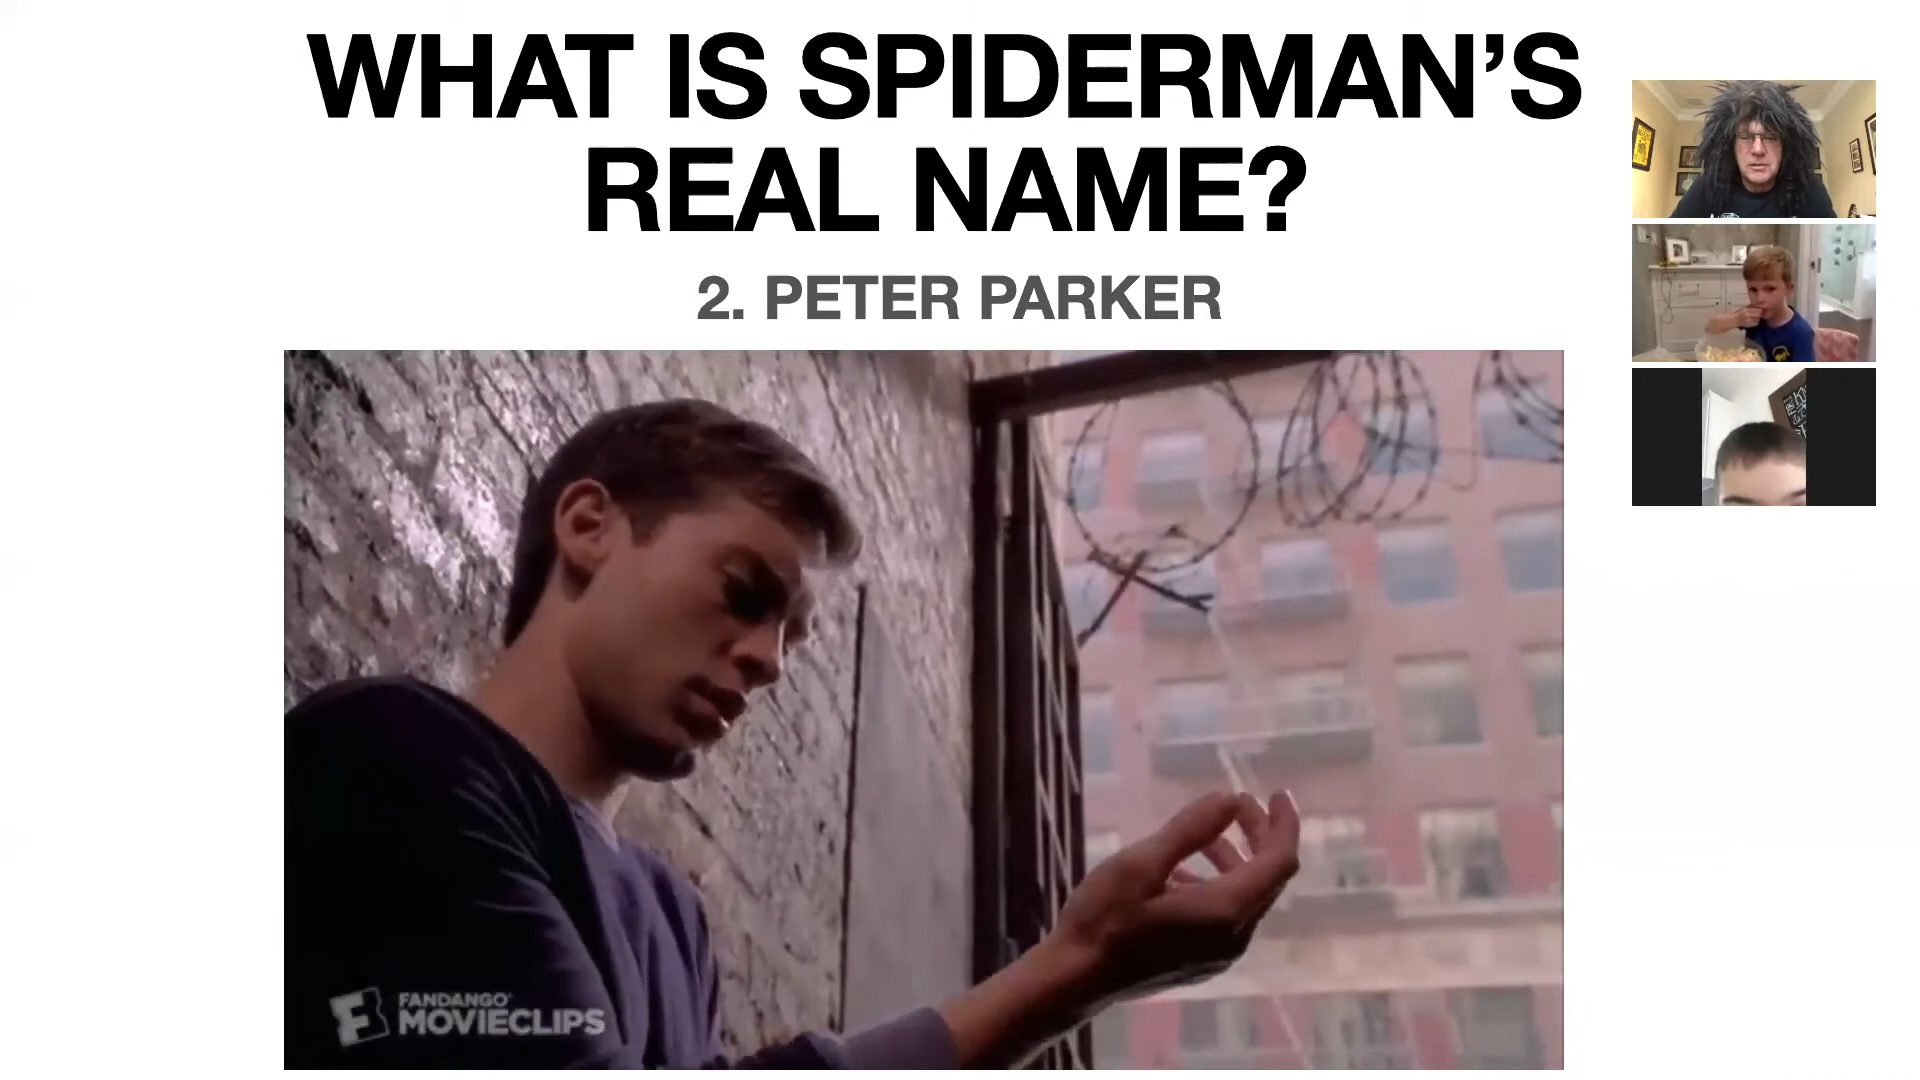 WHAT IS SPIDERMAN’S
REAL NAME?
2. PETER PARKER
FANDANGO
MOVIECLIPS